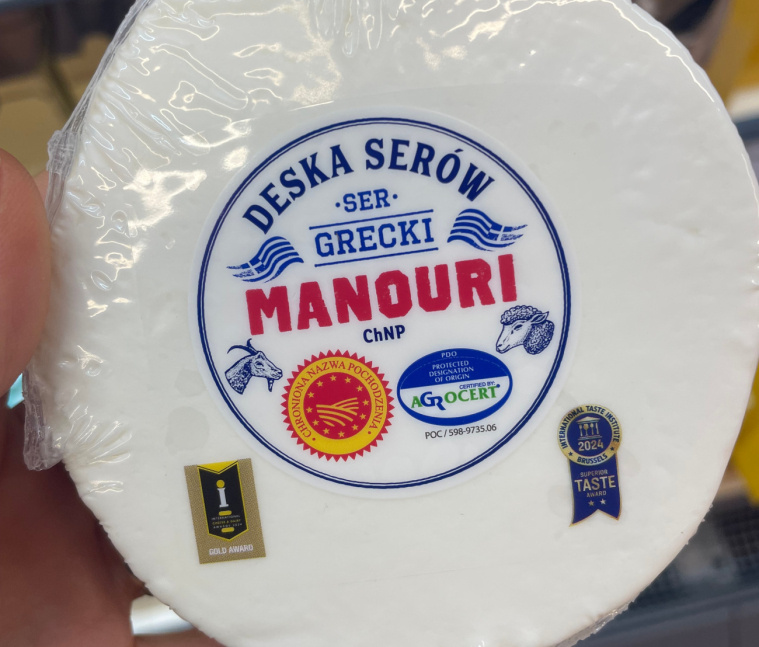 DESKA SERÓW
·SER·
GRECKI
MANOURI
ChNP
• CHRONIONA NAZWA POCHODZENIA •
PDO
PROTECTED
DESIGNATION
OF ORIGIN
CERTIFIED BY:
AGROCERT
POC / 598-9735.06
INTERNATIONAL TASTE INSTITUTE
2024
BRUSSELS
SUPERIOR
TASTE
AWARD
i
INTERNATIONAL
GOLD AWARD